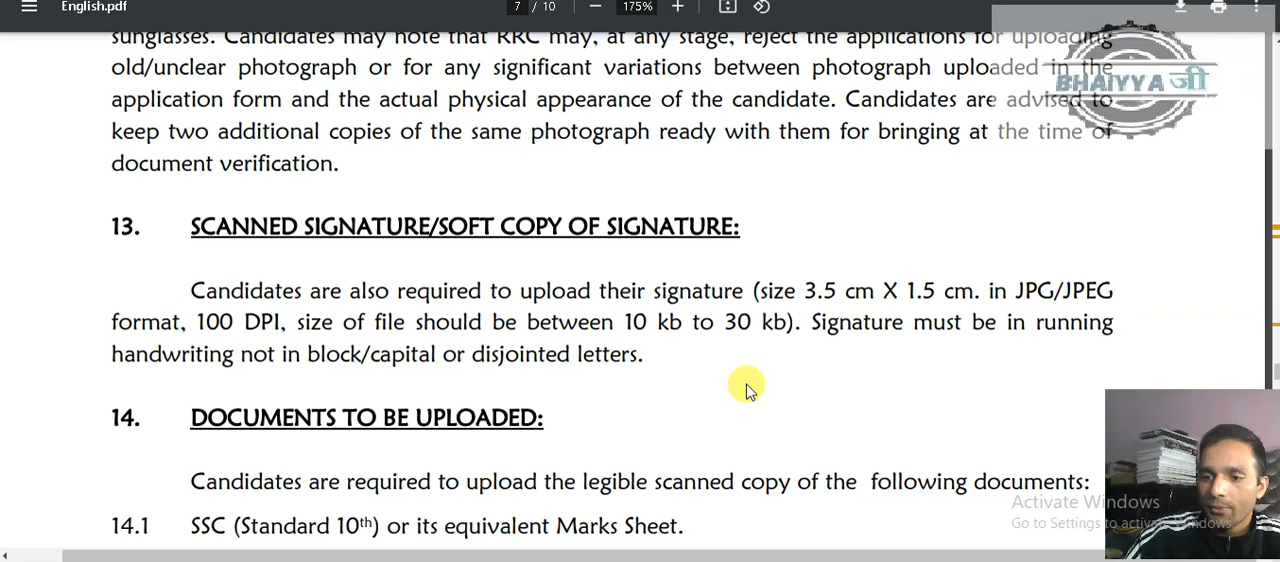 English.pdf
7 / 10
175%
sunglasses. Candidates may note that RRC may, at any stage, reject the applications for uploading
old/unclear photograph or for any significant variations between photograph uploaded in the
application form and the actual physical appearance of the candidate. Candidates are advised to
keep two additional copies of the same photograph ready with them for bringing at the time of
document verification.
BHAIYYA जी
13. SCANNED SIGNATURE/SOFT COPY OF SIGNATURE:
Candidates are also required to upload their signature (size 3.5 cm X 1.5 cm. in JPG/JPEG
format, 100 DPI, size of file should be between 10 kb to 30 kb). Signature must be in running
handwriting not in block/capital or disjointed letters.
14. DOCUMENTS TO BE UPLOADED:
Candidates are required to upload the legible scanned copy of the following documents:
14.1 SSC (Standard 10th) or its equivalent Marks Sheet.
Activate Windows
Go to Settings to activate Windows.